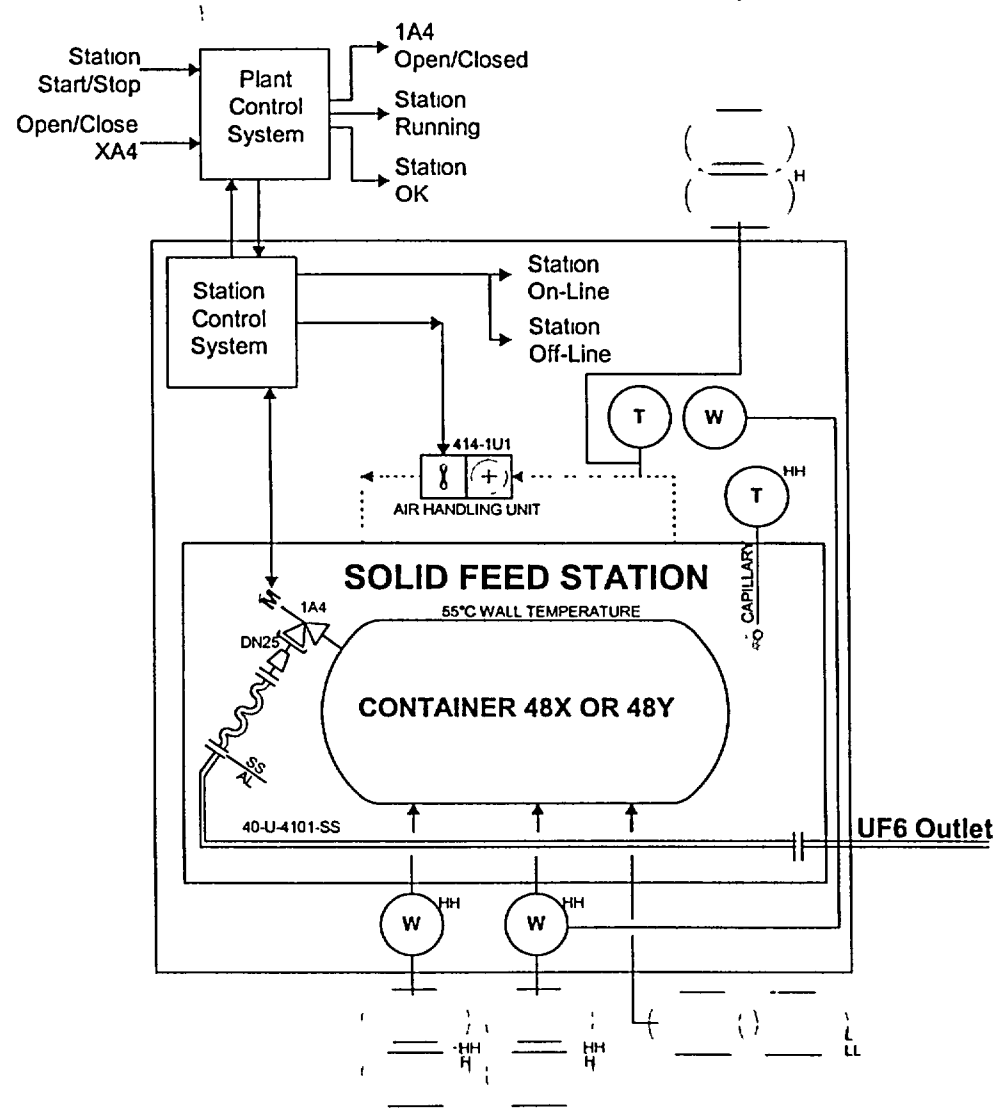 1A4
Open/Closed
Station
Start/Stop
Plant
Control
System
Station
Running
Open/Close
XA4
Station
OK
H
Station
Control
System
Station
On-Line
Station
Off-Line
T
W
414-1U1
AIR HANDLING UNIT
T
HH
CAPILLARY
SOLID FEED STATION
55°C WALL TEMPERATURE
M
1A4
DN25
CONTAINER 48X OR 48Y
SS
AL
40-U-4101-SS
UF6 Outlet
W
HH
W
HH
HH
H
HH
H
L
LL